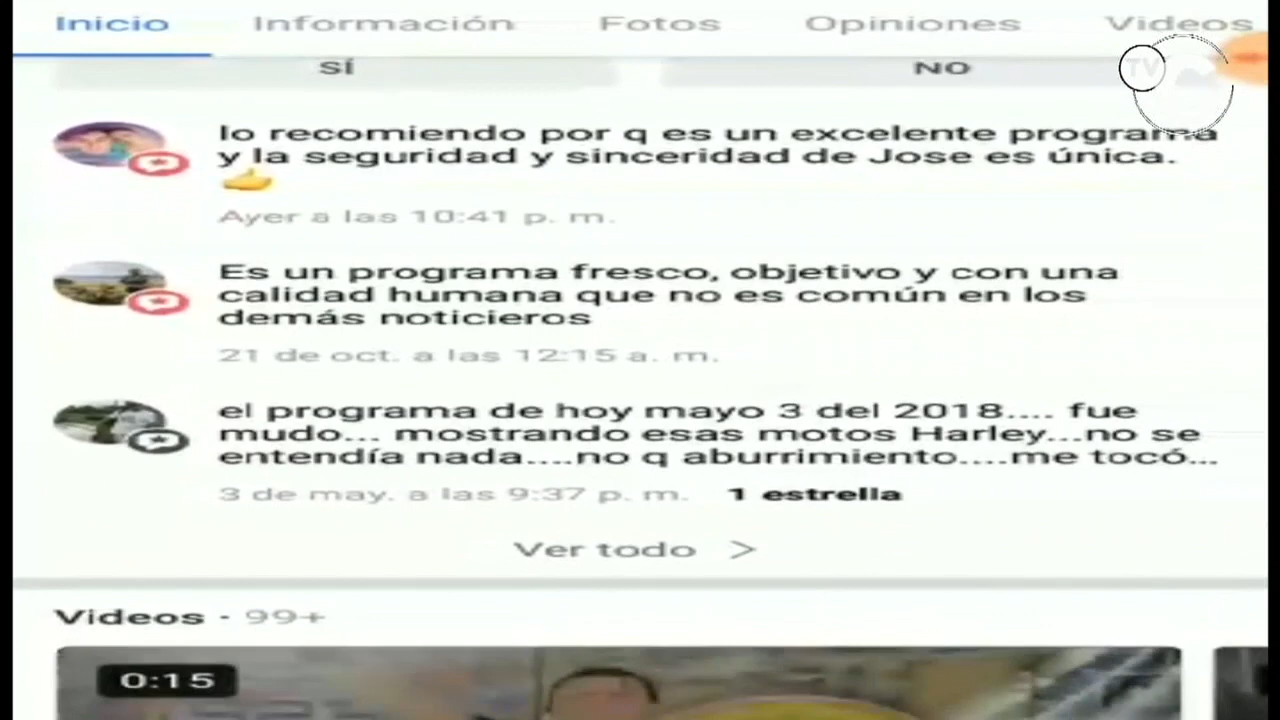 Inicio Información Fotos Opiniones Videos
SÍ NO
TV
lo recomiendo por q es un excelente programa
y la seguridad y sinceridad de Jose es única.
👍
Ayer a las 10:41 p. m.
Es un programa fresco, objetivo y con una
calidad humana que no es común en los
demás noticieros
21 de oct. a las 12:15 a. m.
el programa de hoy mayo 3 del 2018.... fue
mudo... mostrando esas motos Harley...no se
entendía nada....no q aburrimiento....me tocó...
3 de may. a las 9:37 p. m. 1 estrella
Ver todo >
Videos · 99+
0:15